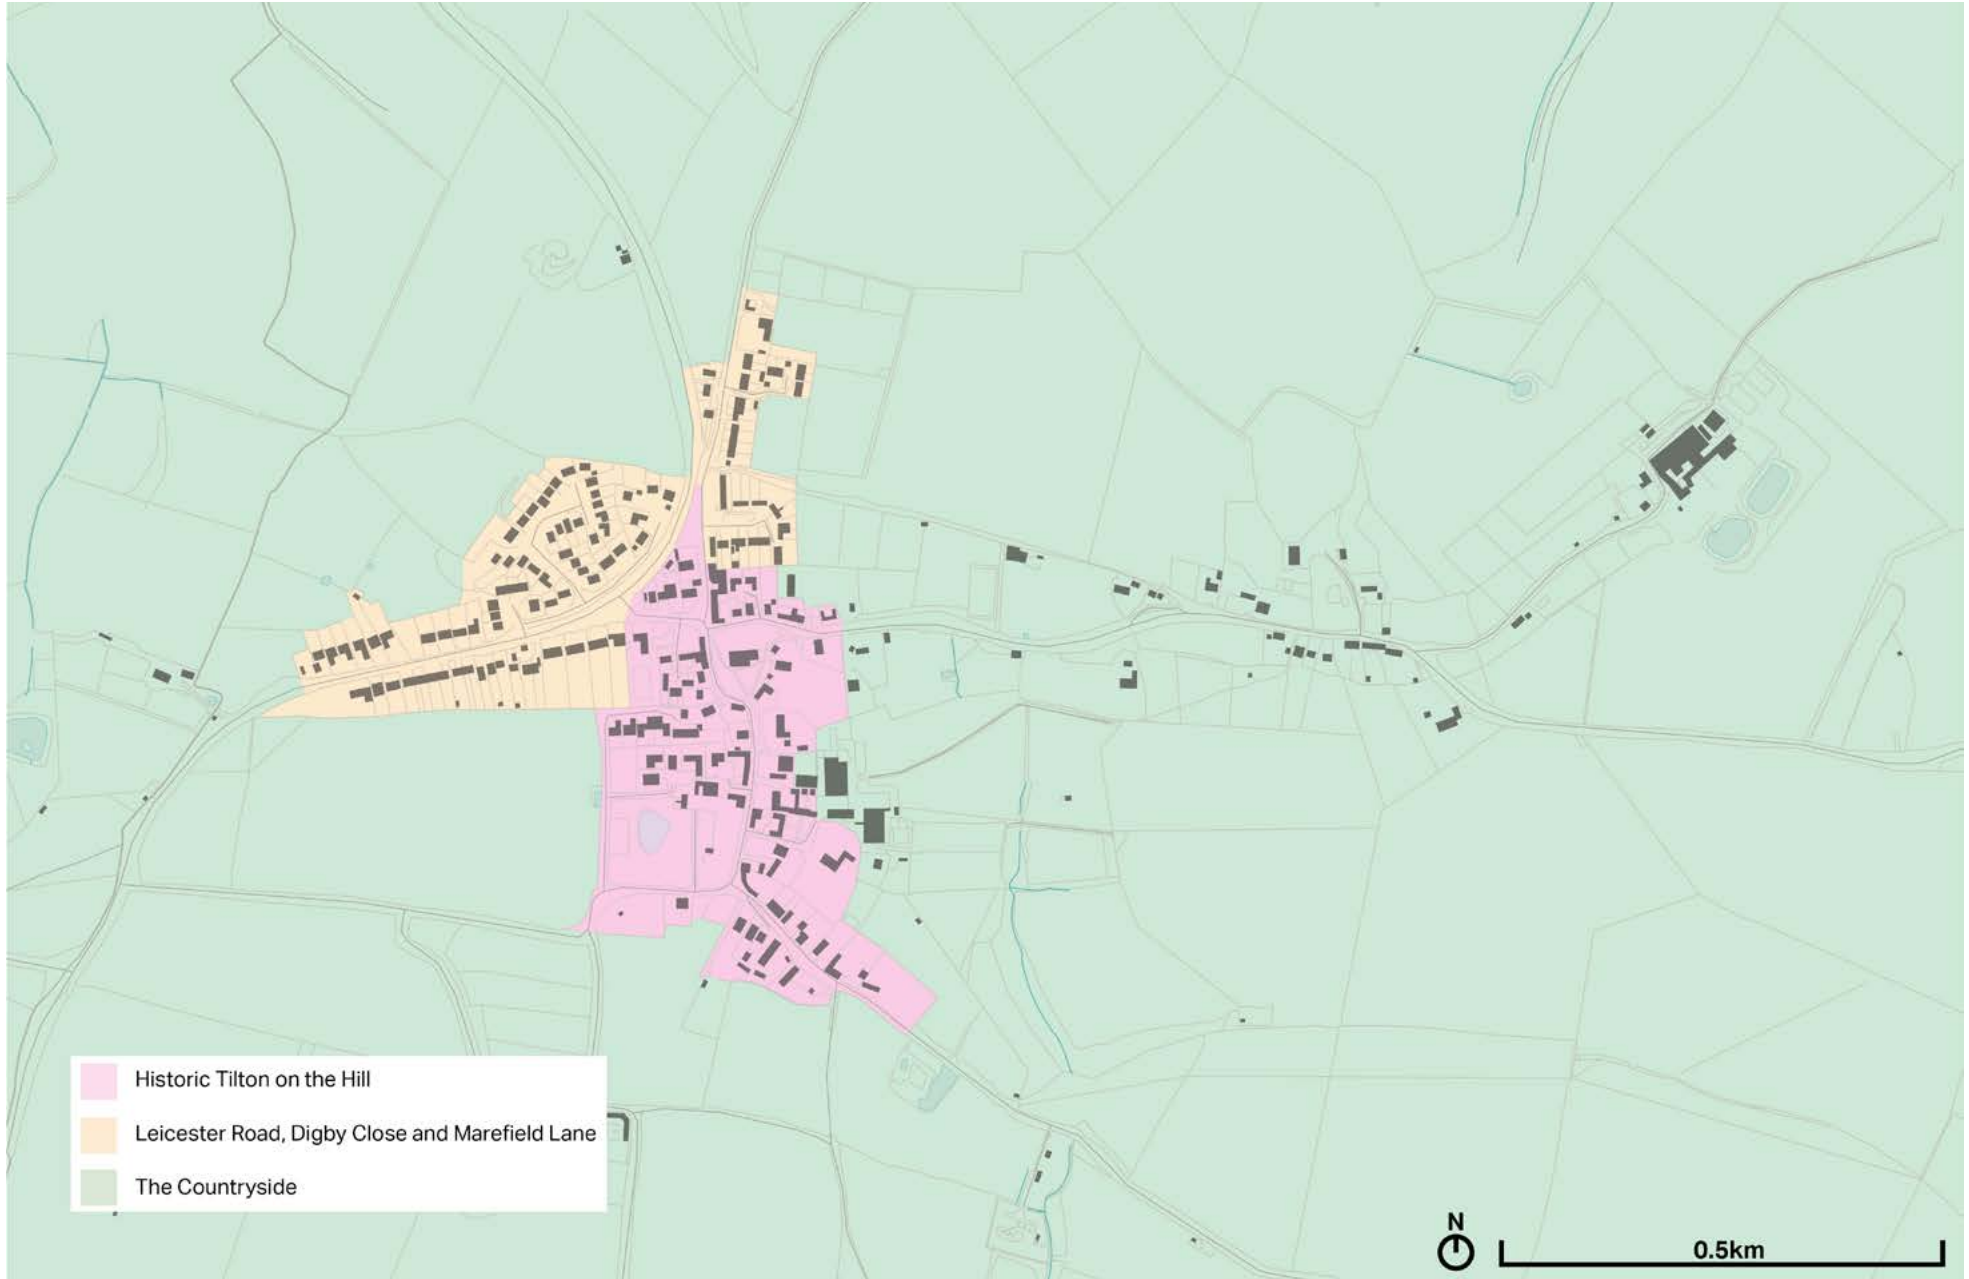 Historic Tilton on the Hill
Leicester Road, Digby Close and Marefield Lane
The Countryside
N
0.5km